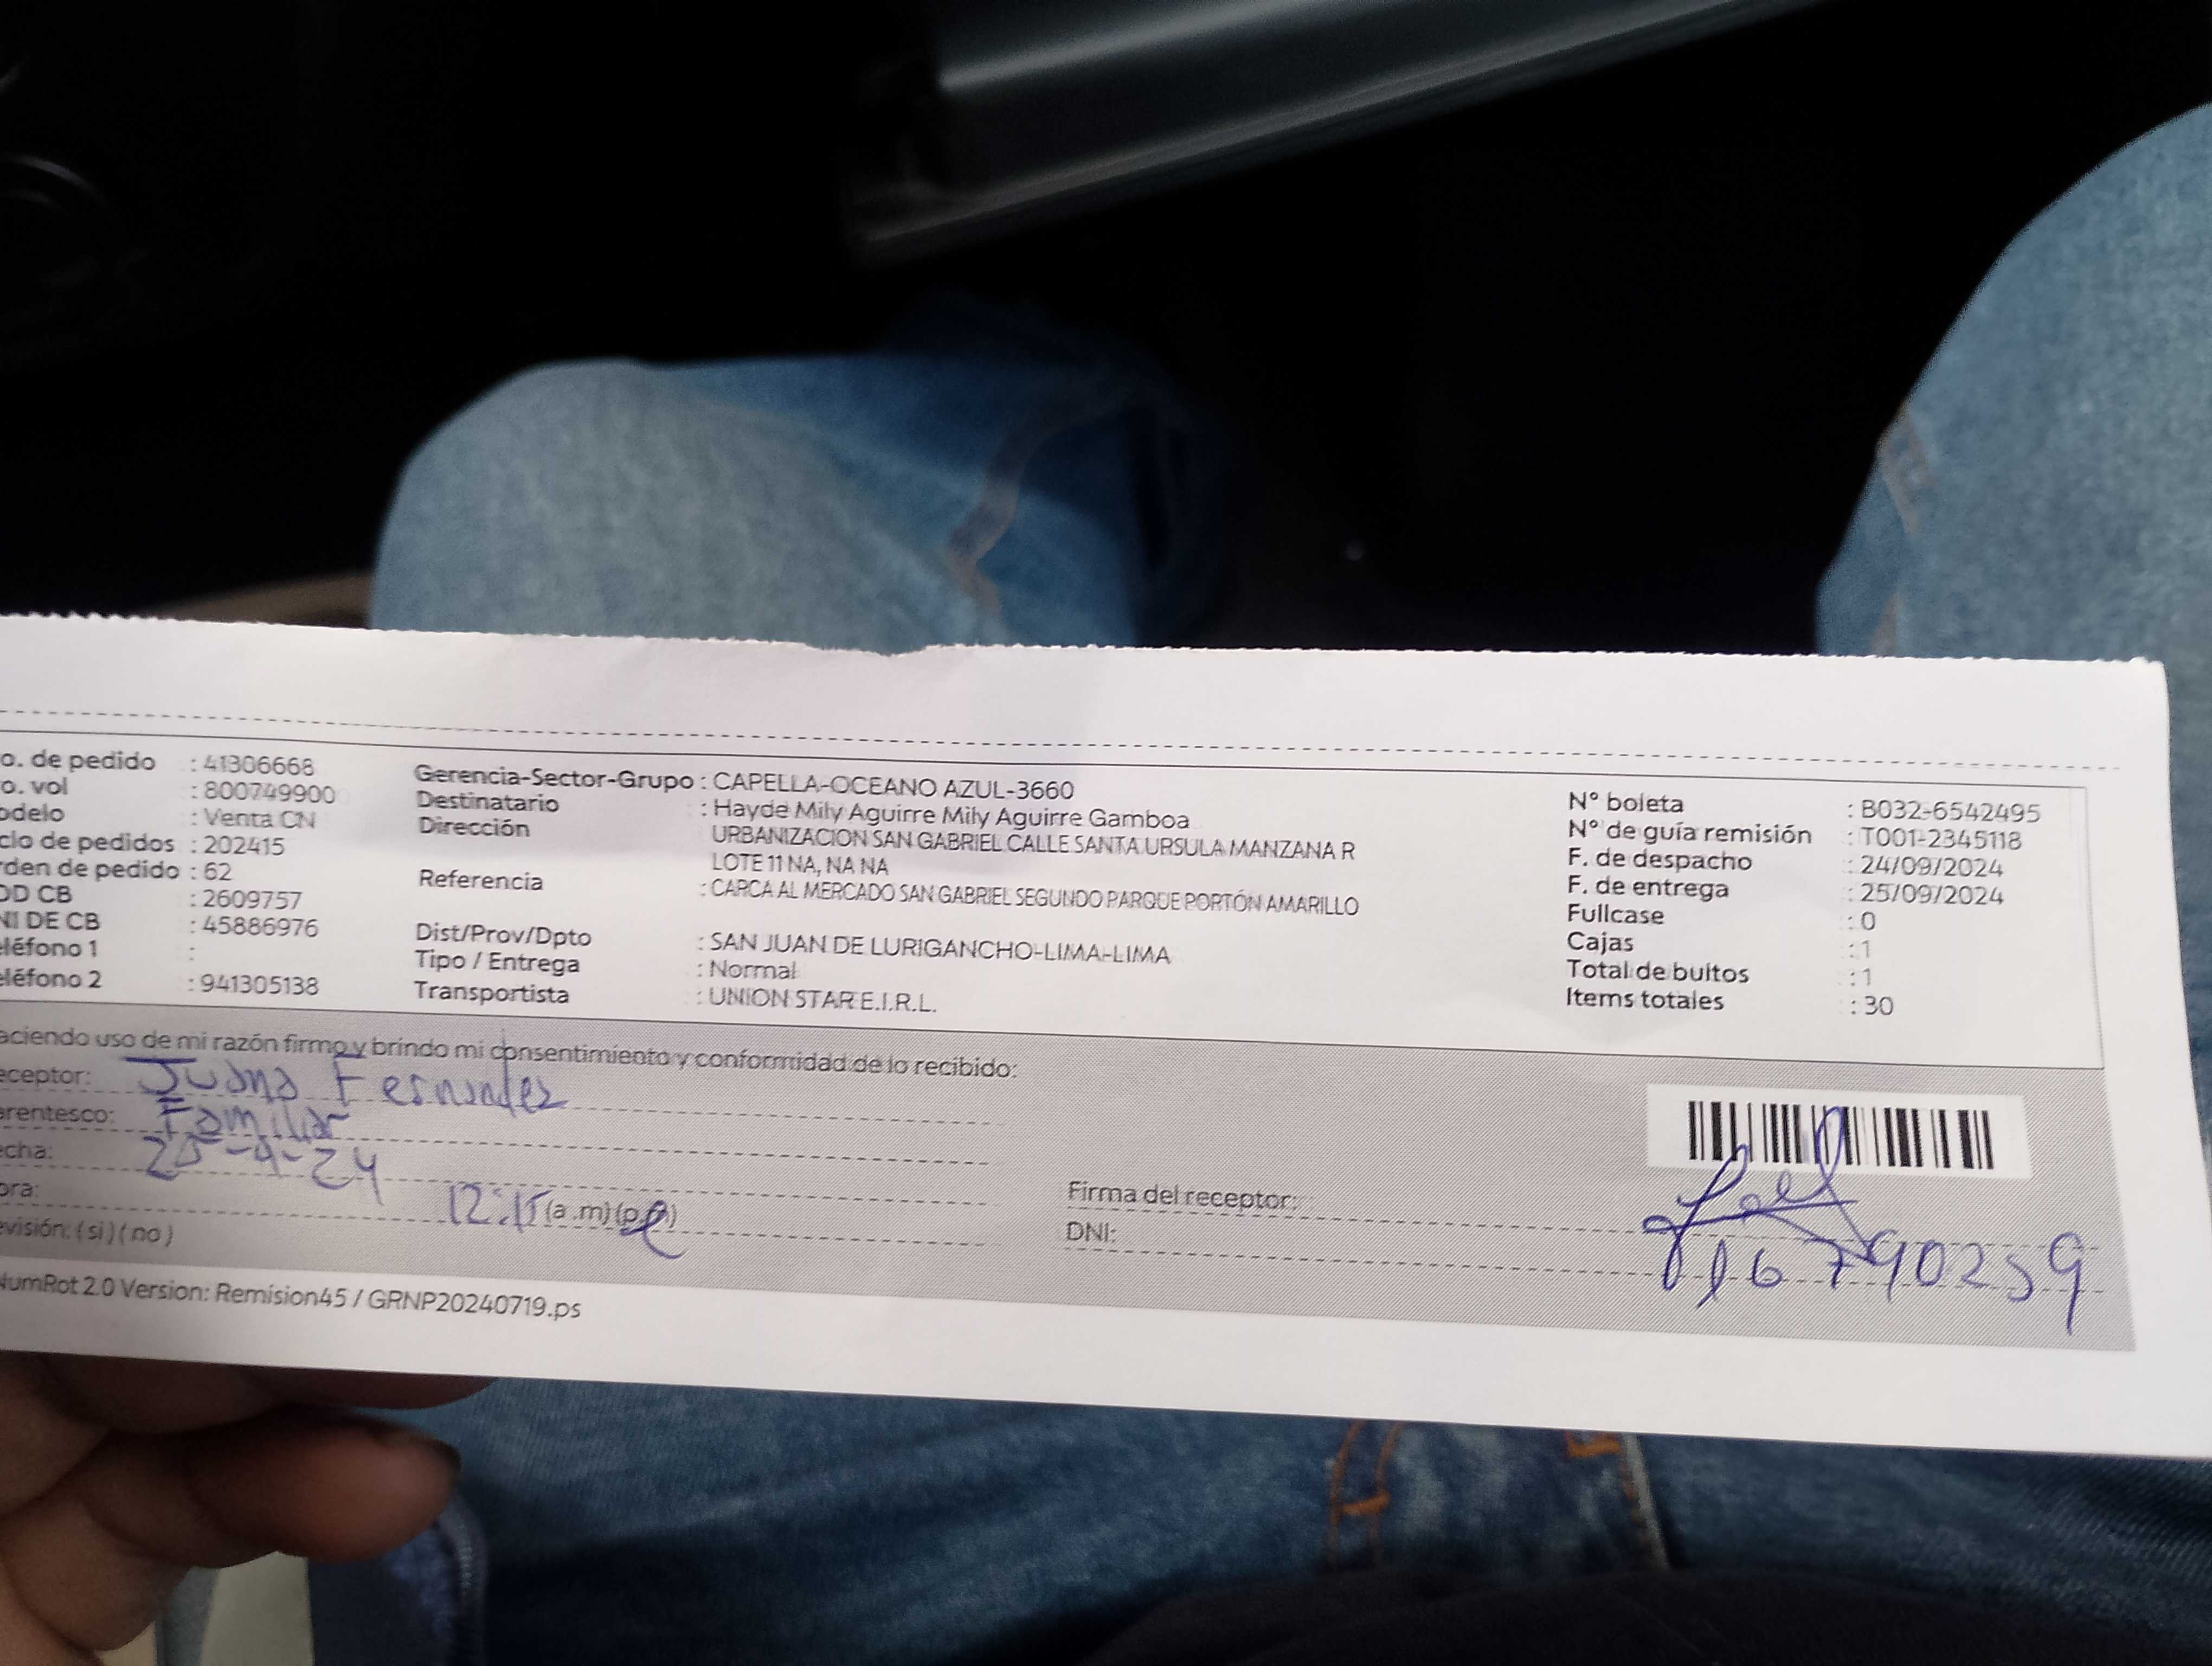 o. de pedido : 41306668
o. vol : 800749900
odelo : Venta CN
clo de pedidos : 202415
rden de pedido : 62
OD CB : 2609757
NI DE CB : 45886976
eléfono 1 :
eléfono 2 : 941305138
Gerencia-Sector-Grupo : CAPELLA-OCEANO AZUL-3660
Destinatario : Hayde Mily Aguirre Mily Aguirre Gamboa
Dirección URBANIZACION SAN GABRIEL CALLE SANTA URSULA MANZANA R
LOTE 11 NA, NA NA
Referencia : CARCA AL MERCADO SAN GABRIEL SEGUNDO PARQUE PORTÓN AMARILLO
Dist/Prov/Dpto : SAN JUAN DE LURIGANCHO-LIMA-LIMA
Tipo / Entrega : Normal
Transportista : UNION STAR E.I.R.L.
N° boleta : B032-6542495
N° de guía remisión : T001-2345118
F. de despacho : 24/09/2024
F. de entrega : 25/09/2024
Fullcase : 0
Cajas : 1
Total de bultos : 1
Items totales : 30
aciendo uso de mi razón firmo y brindo mi consentimiento y conformidad de lo recibido:
eceptor: Juana Fernandez
arentesco: Familiar
echa: 25-9-24
ora: 12:15 (a.m) (p.m)
evisión: (si) (no)
Firma del receptor:
DNI: 16790259
NumRot 2.0 Version: Remision45 / GRNP20240719.ps